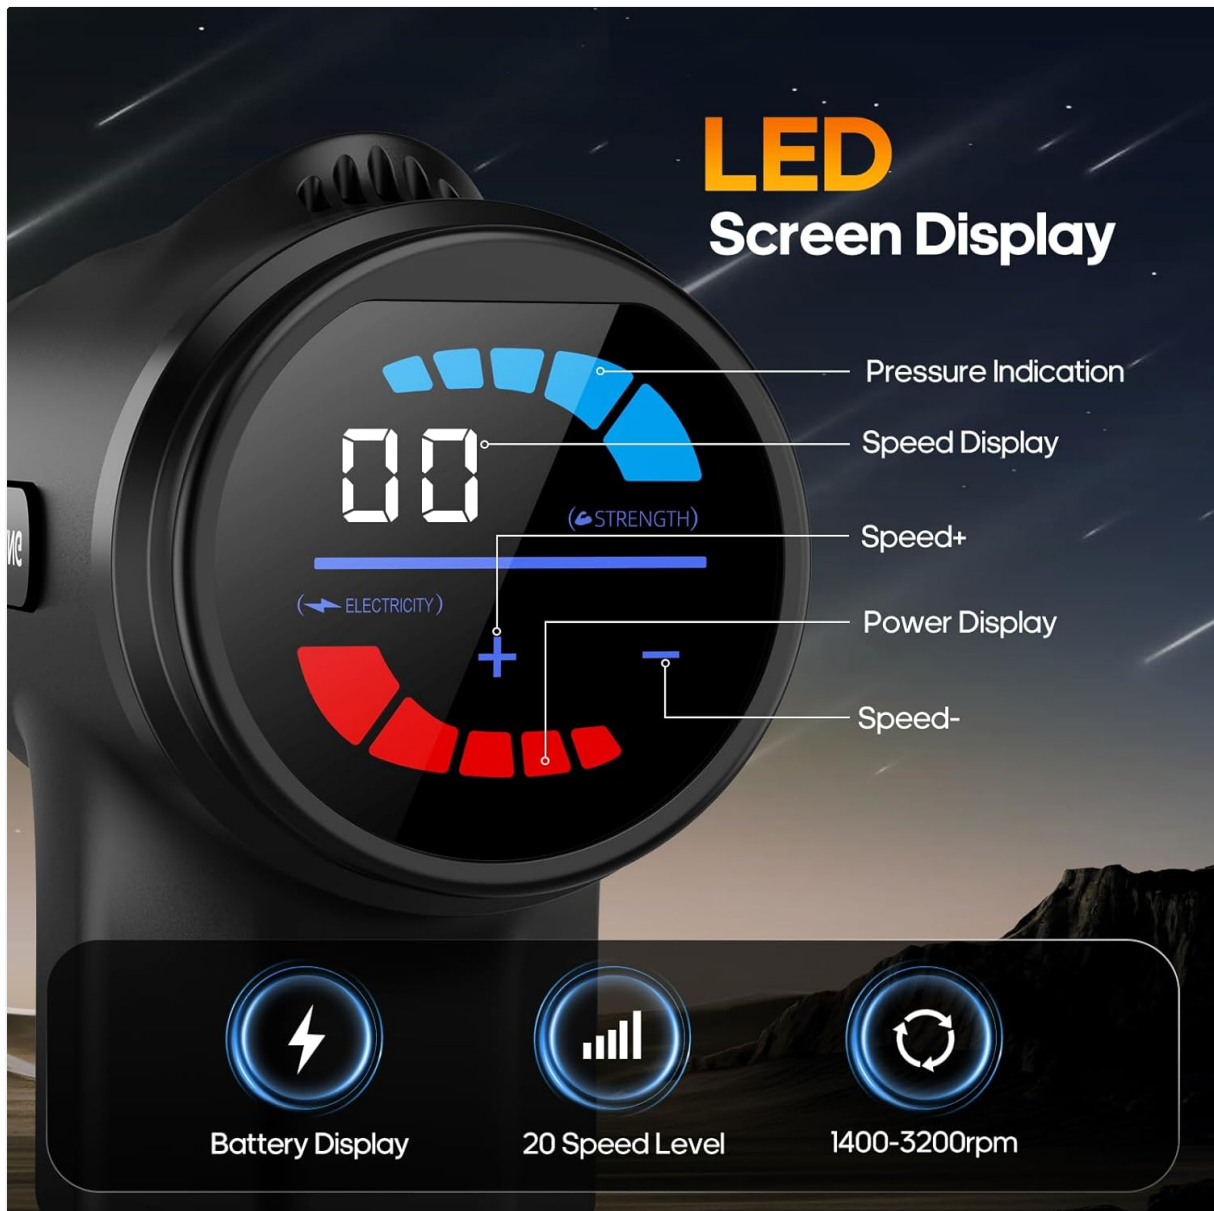 LED
Screen Display
Pressure Indication
00
Speed Display
(STRENGTH)
Speed+
(ELECTRICITY)
Power Display
+
-
Speed-
Battery Display
20 Speed Level
1400-3200rpm